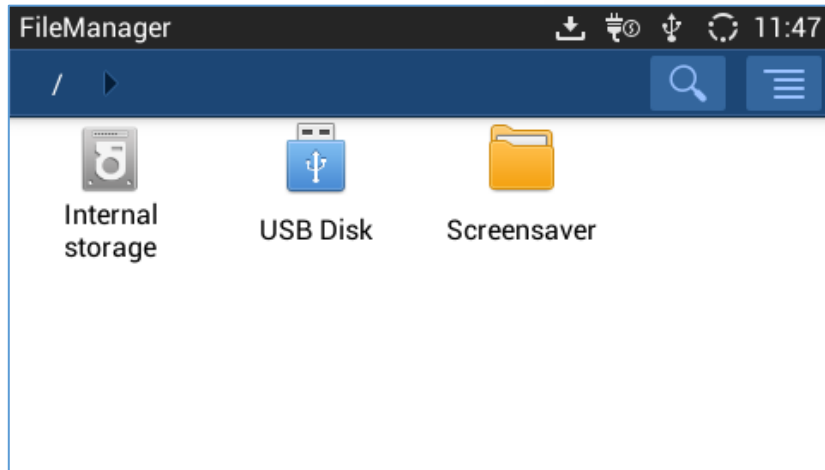 FileManager 11:47
/
Internal
storage
USB Disk
Screensaver